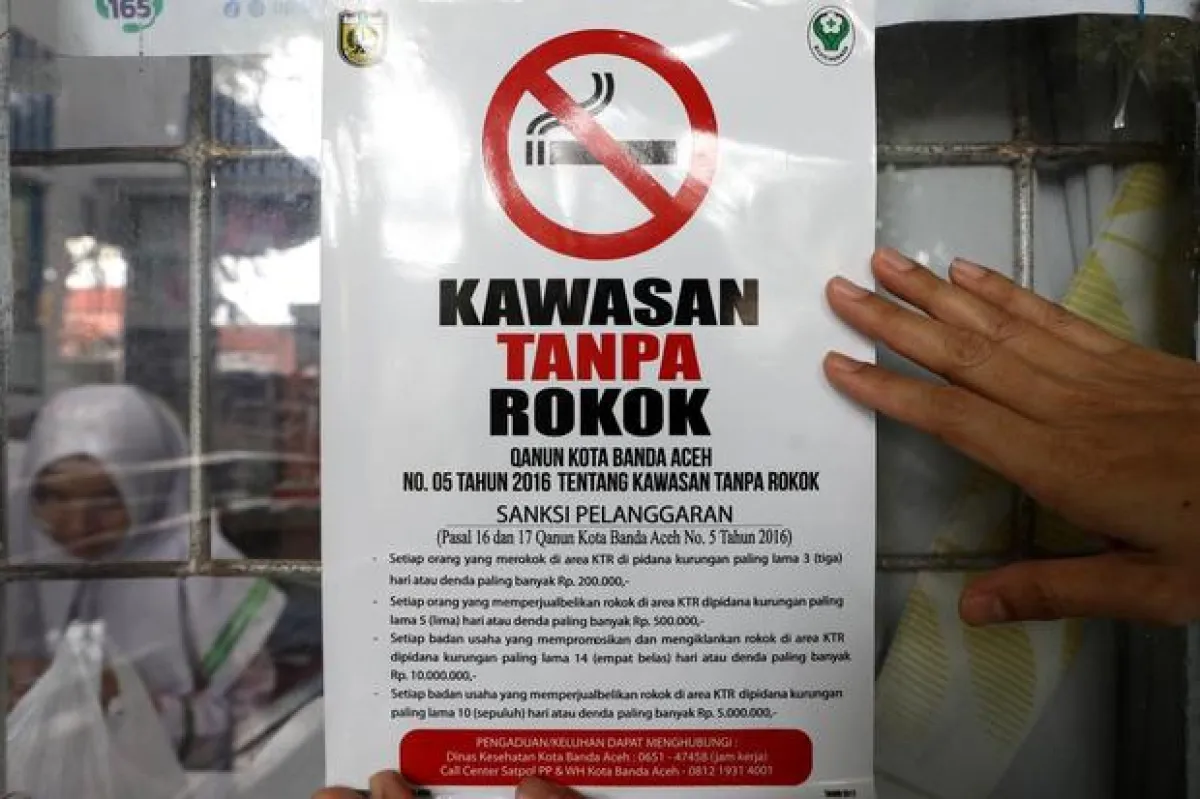 165
KAWASAN
TANPA
ROKOK
QANUN KOTA BANDA ACEH
NO. 05 TAHUN 2016 TENTANG KAWASAN TANPA ROKOK
SANKSI PELANGGARAN
(Pasal 16 dan 17 Qanun Kota Banda Aceh No. 5 Tahun 2016)
- Setiap orang yang merokok di area KTR di pidana kurungan paling lama 3 (tiga)
hari atau denda paling banyak Rp. 200.000,-
- Setiap orang yang memperjualbelikan rokok di area KTR dipidana kurungan paling
lama 5 (lima) hari atau denda paling banyak Rp. 500.000,-
- Setiap badan usaha yang mempromosikan dan mengiklankan rokok di area KTR
dipidana kurungan paling lama 14 (empat belas) hari atau denda paling banyak
Rp. 10.000.000,-
- Setiap badan usaha yang memperjualbelikan rokok di area KTR dipidana kurungan
paling lama 10 (sepuluh) hari atau denda paling banyak Rp. 5.000.000,-
PENGADUAN/KELUHAN DAPAT MENGHUBUNGI :
Dinas Kesehatan Kota Banda Aceh : 0651 - 47458 (jam kerja)
Call Center Satpol PP & WH Kota Banda Aceh - 0812 1931 4001